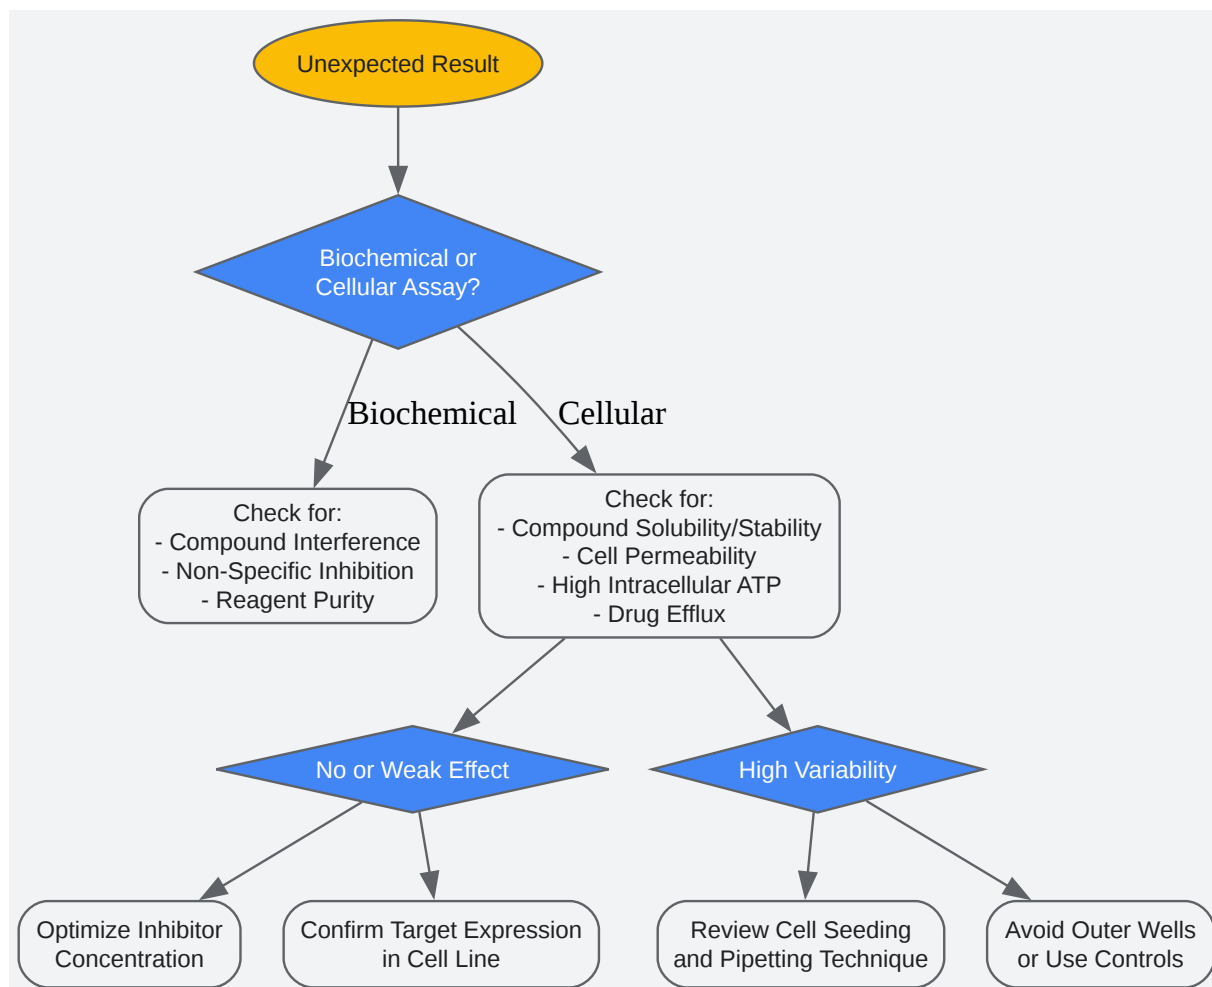 Unexpected Result
Biochemical or
Cellular Assay?
Biochemical
Cellular
Check for:
- Compound Interference
- Non-Specific Inhibition
- Reagent Purity
Check for:
- Compound Solubility/Stability
- Cell Permeability
- High Intracellular ATP
- Drug Efflux
No or Weak Effect
High Variability
Optimize Inhibitor
Concentration
Confirm Target Expression
in Cell Line
Review Cell Seeding
and Pipetting Technique
Avoid Outer Wells
or Use Controls